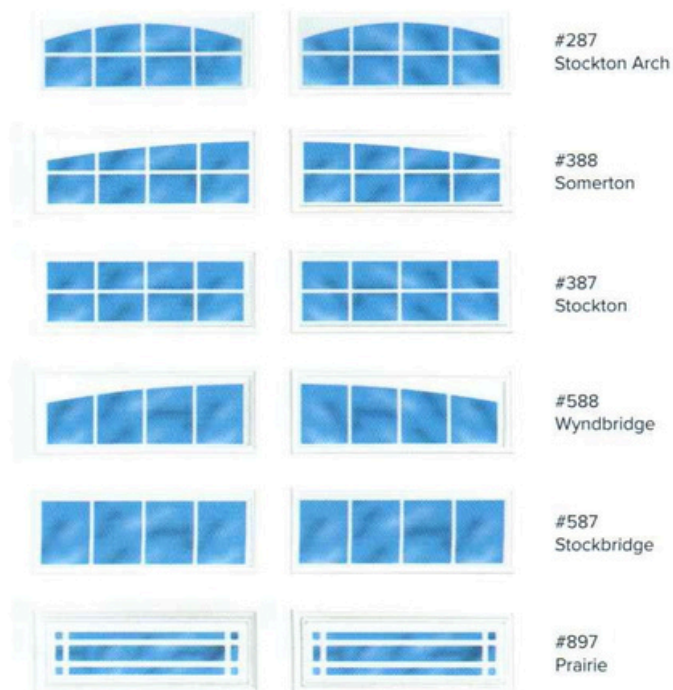 #287
Stockton Arch
#388
Somerton
#387
Stockton
#588
Wyndbridge
#587
Stockbridge
#897
Prairie